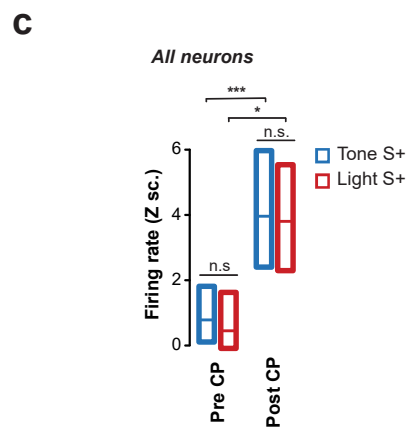 C
All neurons
***
*
n.s.
Tone S+
Light S+
Firing rate (Z sc.)
6
4
2
0
n.s
Pre CP
Post CP